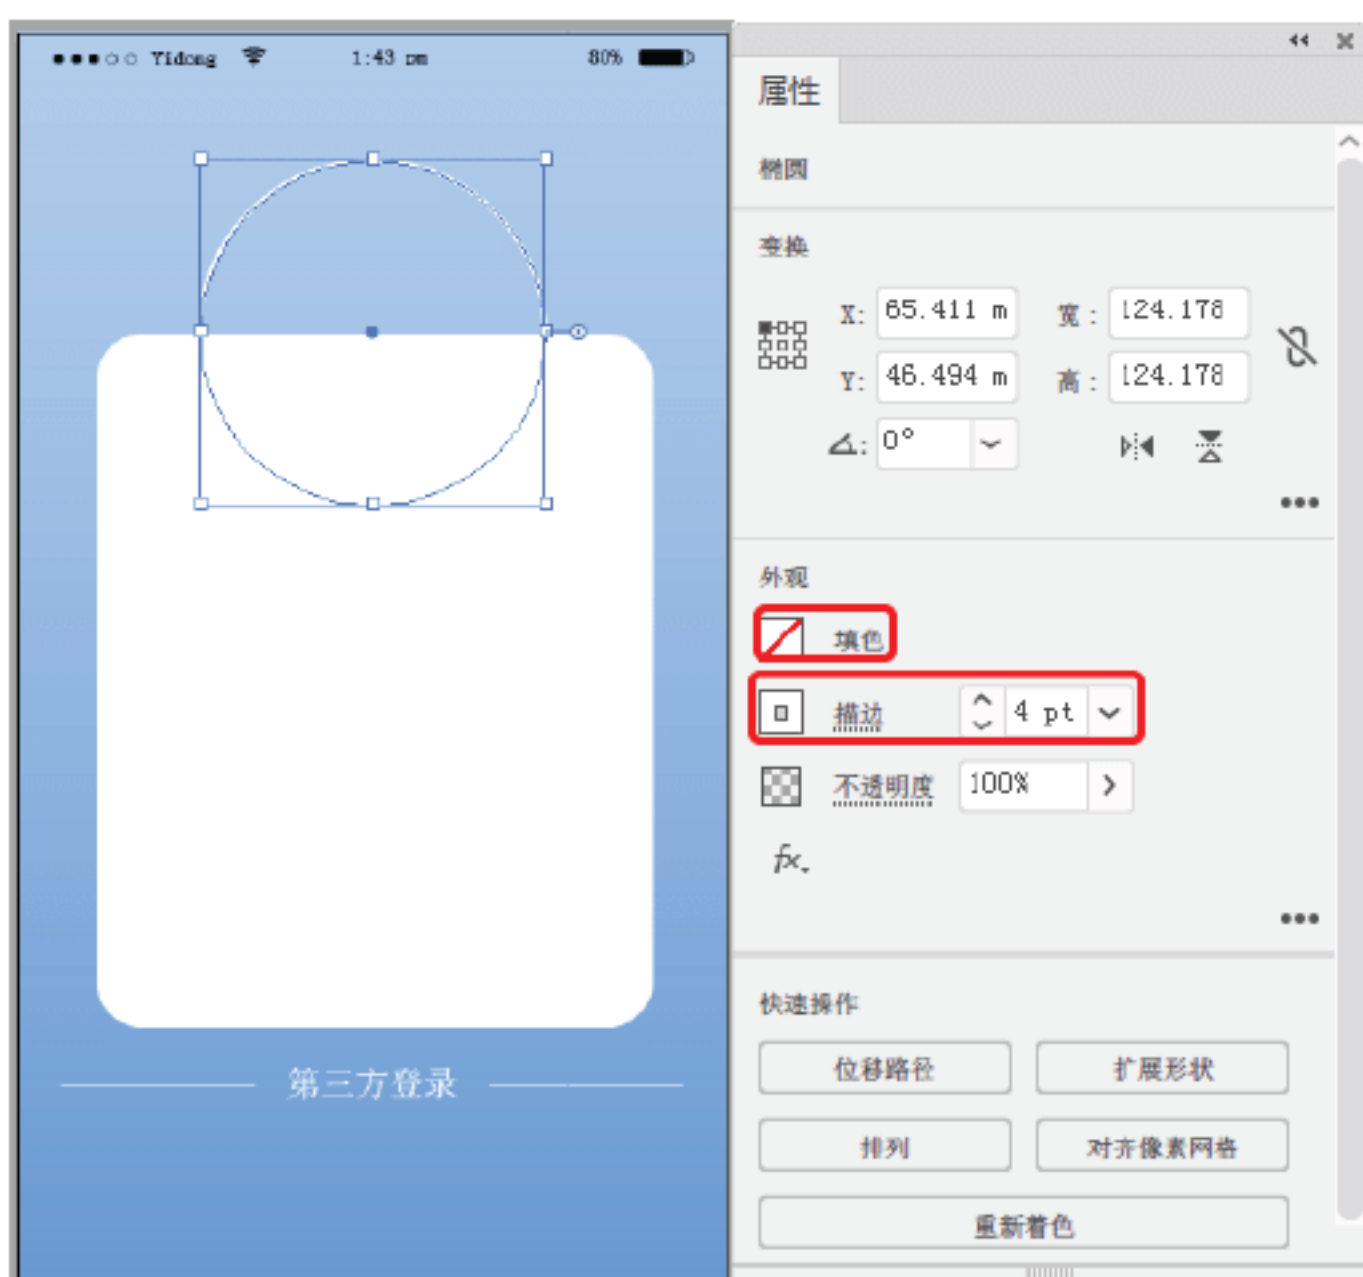 Yidong 1:43 pm 80%
属性
椭圆
变换
X: 65.411 m 宽: 124.178
Y: 46.494 m 高: 124.178
0°
外观
填色
描边 4 pt
不透明度 100%
fx.
快速操作
位移路径 扩展形状
排列 对齐像素网格
重新着色
第三方登录